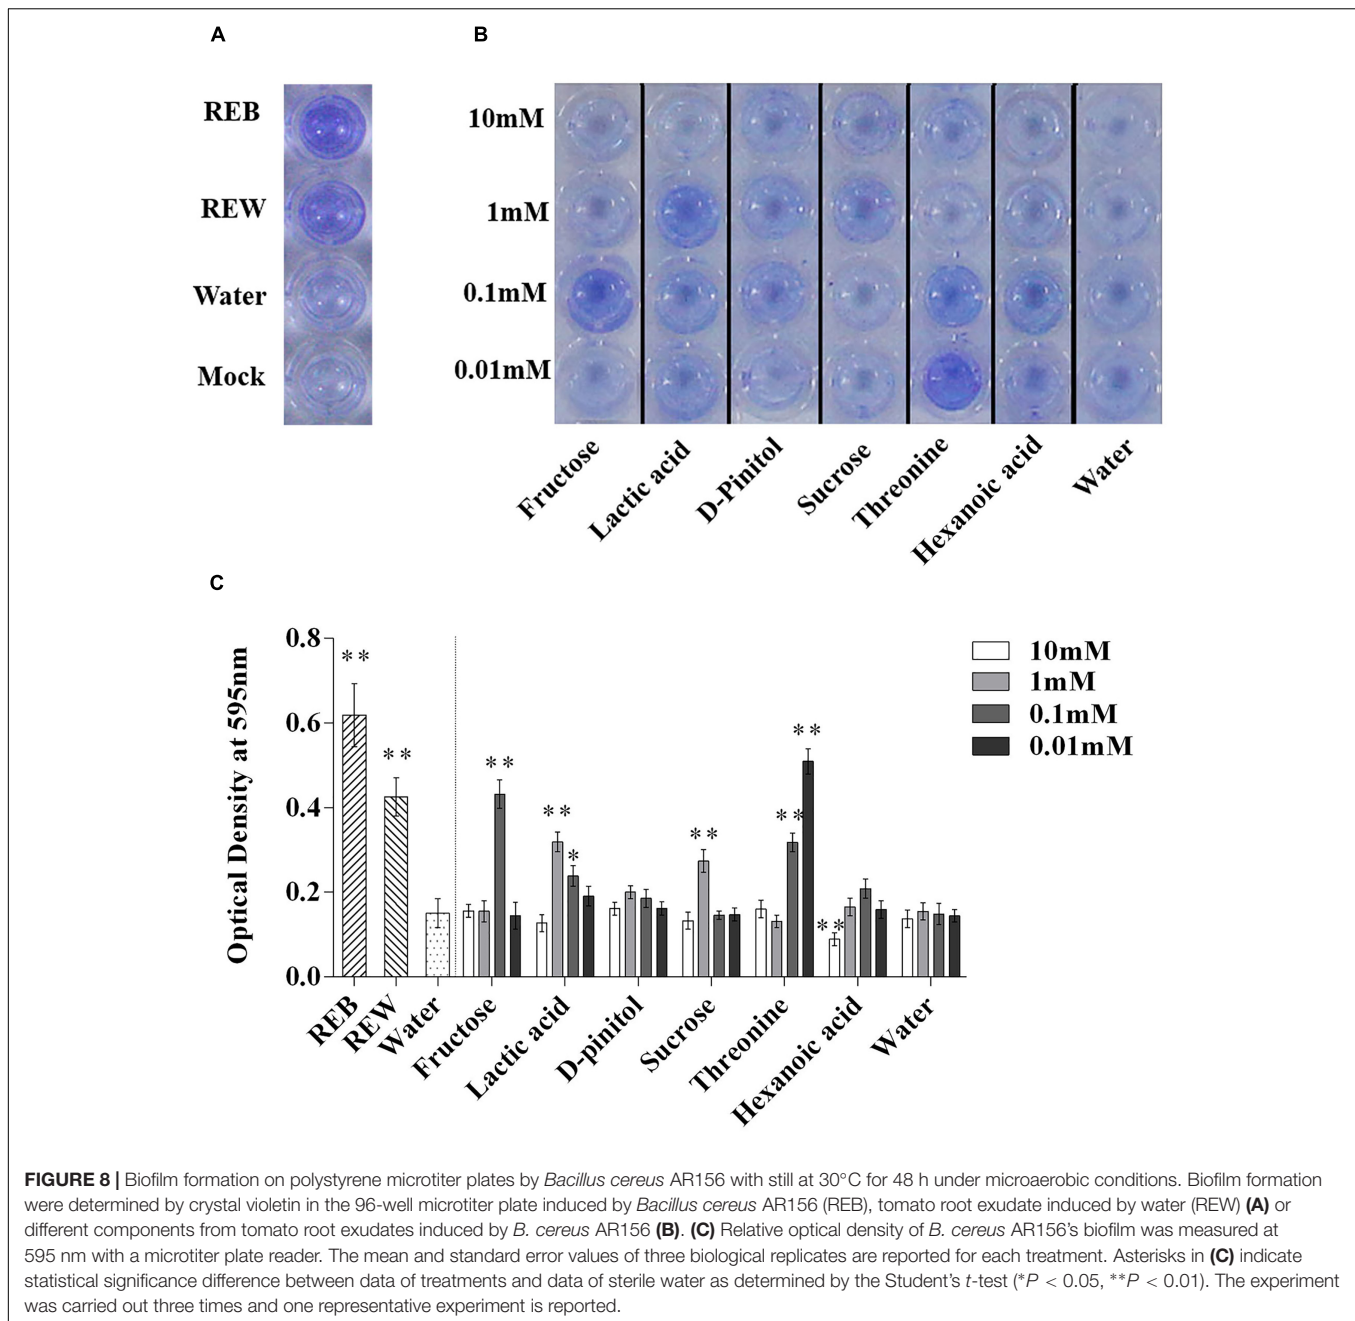 A
B
REB
REW
Water
Mock
10mM
1mM
0.1mM
0.01mM
Fructose
Lactic acid
D-Pinitol
Sucrose
Threonine
Hexanoic acid
Water
C
Optical Density at 595nm
0.8
0.6
0.4
0.2
0.0
**
**
**
**
*
**
**
**
**
10mM
1mM
0.1mM
0.01mM
REB
REW
Water
Fructose
Lactic acid
D-pinitol
Sucrose
Threonine
Hexanoic acid
Water
FIGURE 8 | Biofilm formation on polystyrene microtiter plates by Bacillus cereus AR156 with still at 30°C for 48 h under microaerobic conditions. Biofilm formation
were determined by crystal violetin in the 96-well microtiter plate induced by Bacillus cereus AR156 (REB), tomato root exudate induced by water (REW) (A) or
different components from tomato root exudates induced by B. cereus AR156 (B). (C) Relative optical density of B. cereus AR156's biofilm was measured at
595 nm with a microtiter plate reader. The mean and standard error values of three biological replicates are reported for each treatment. Asterisks in (C) indicate
statistical significance difference between data of treatments and data of sterile water as determined by the Student's t-test (*P < 0.05, **P < 0.01). The experiment
was carried out three times and one representative experiment is reported.